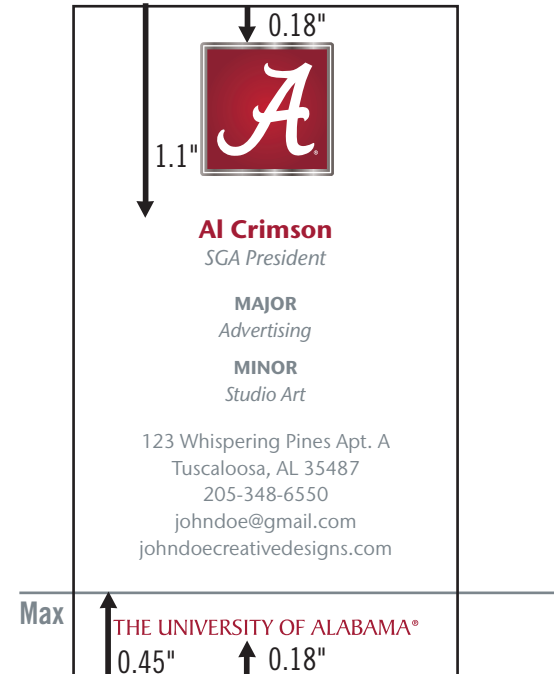 0.18"
A
1.1"
Al Crimson
SGA President
MAJOR
Advertising
MINOR
Studio Art
123 Whispering Pines Apt. A
Tuscaloosa, AL 35487
205-348-6550
johndoe@gmail.com
johndoecreativedesigns.com
Max
THE UNIVERSITY OF ALABAMA®
0.45" 0.18"